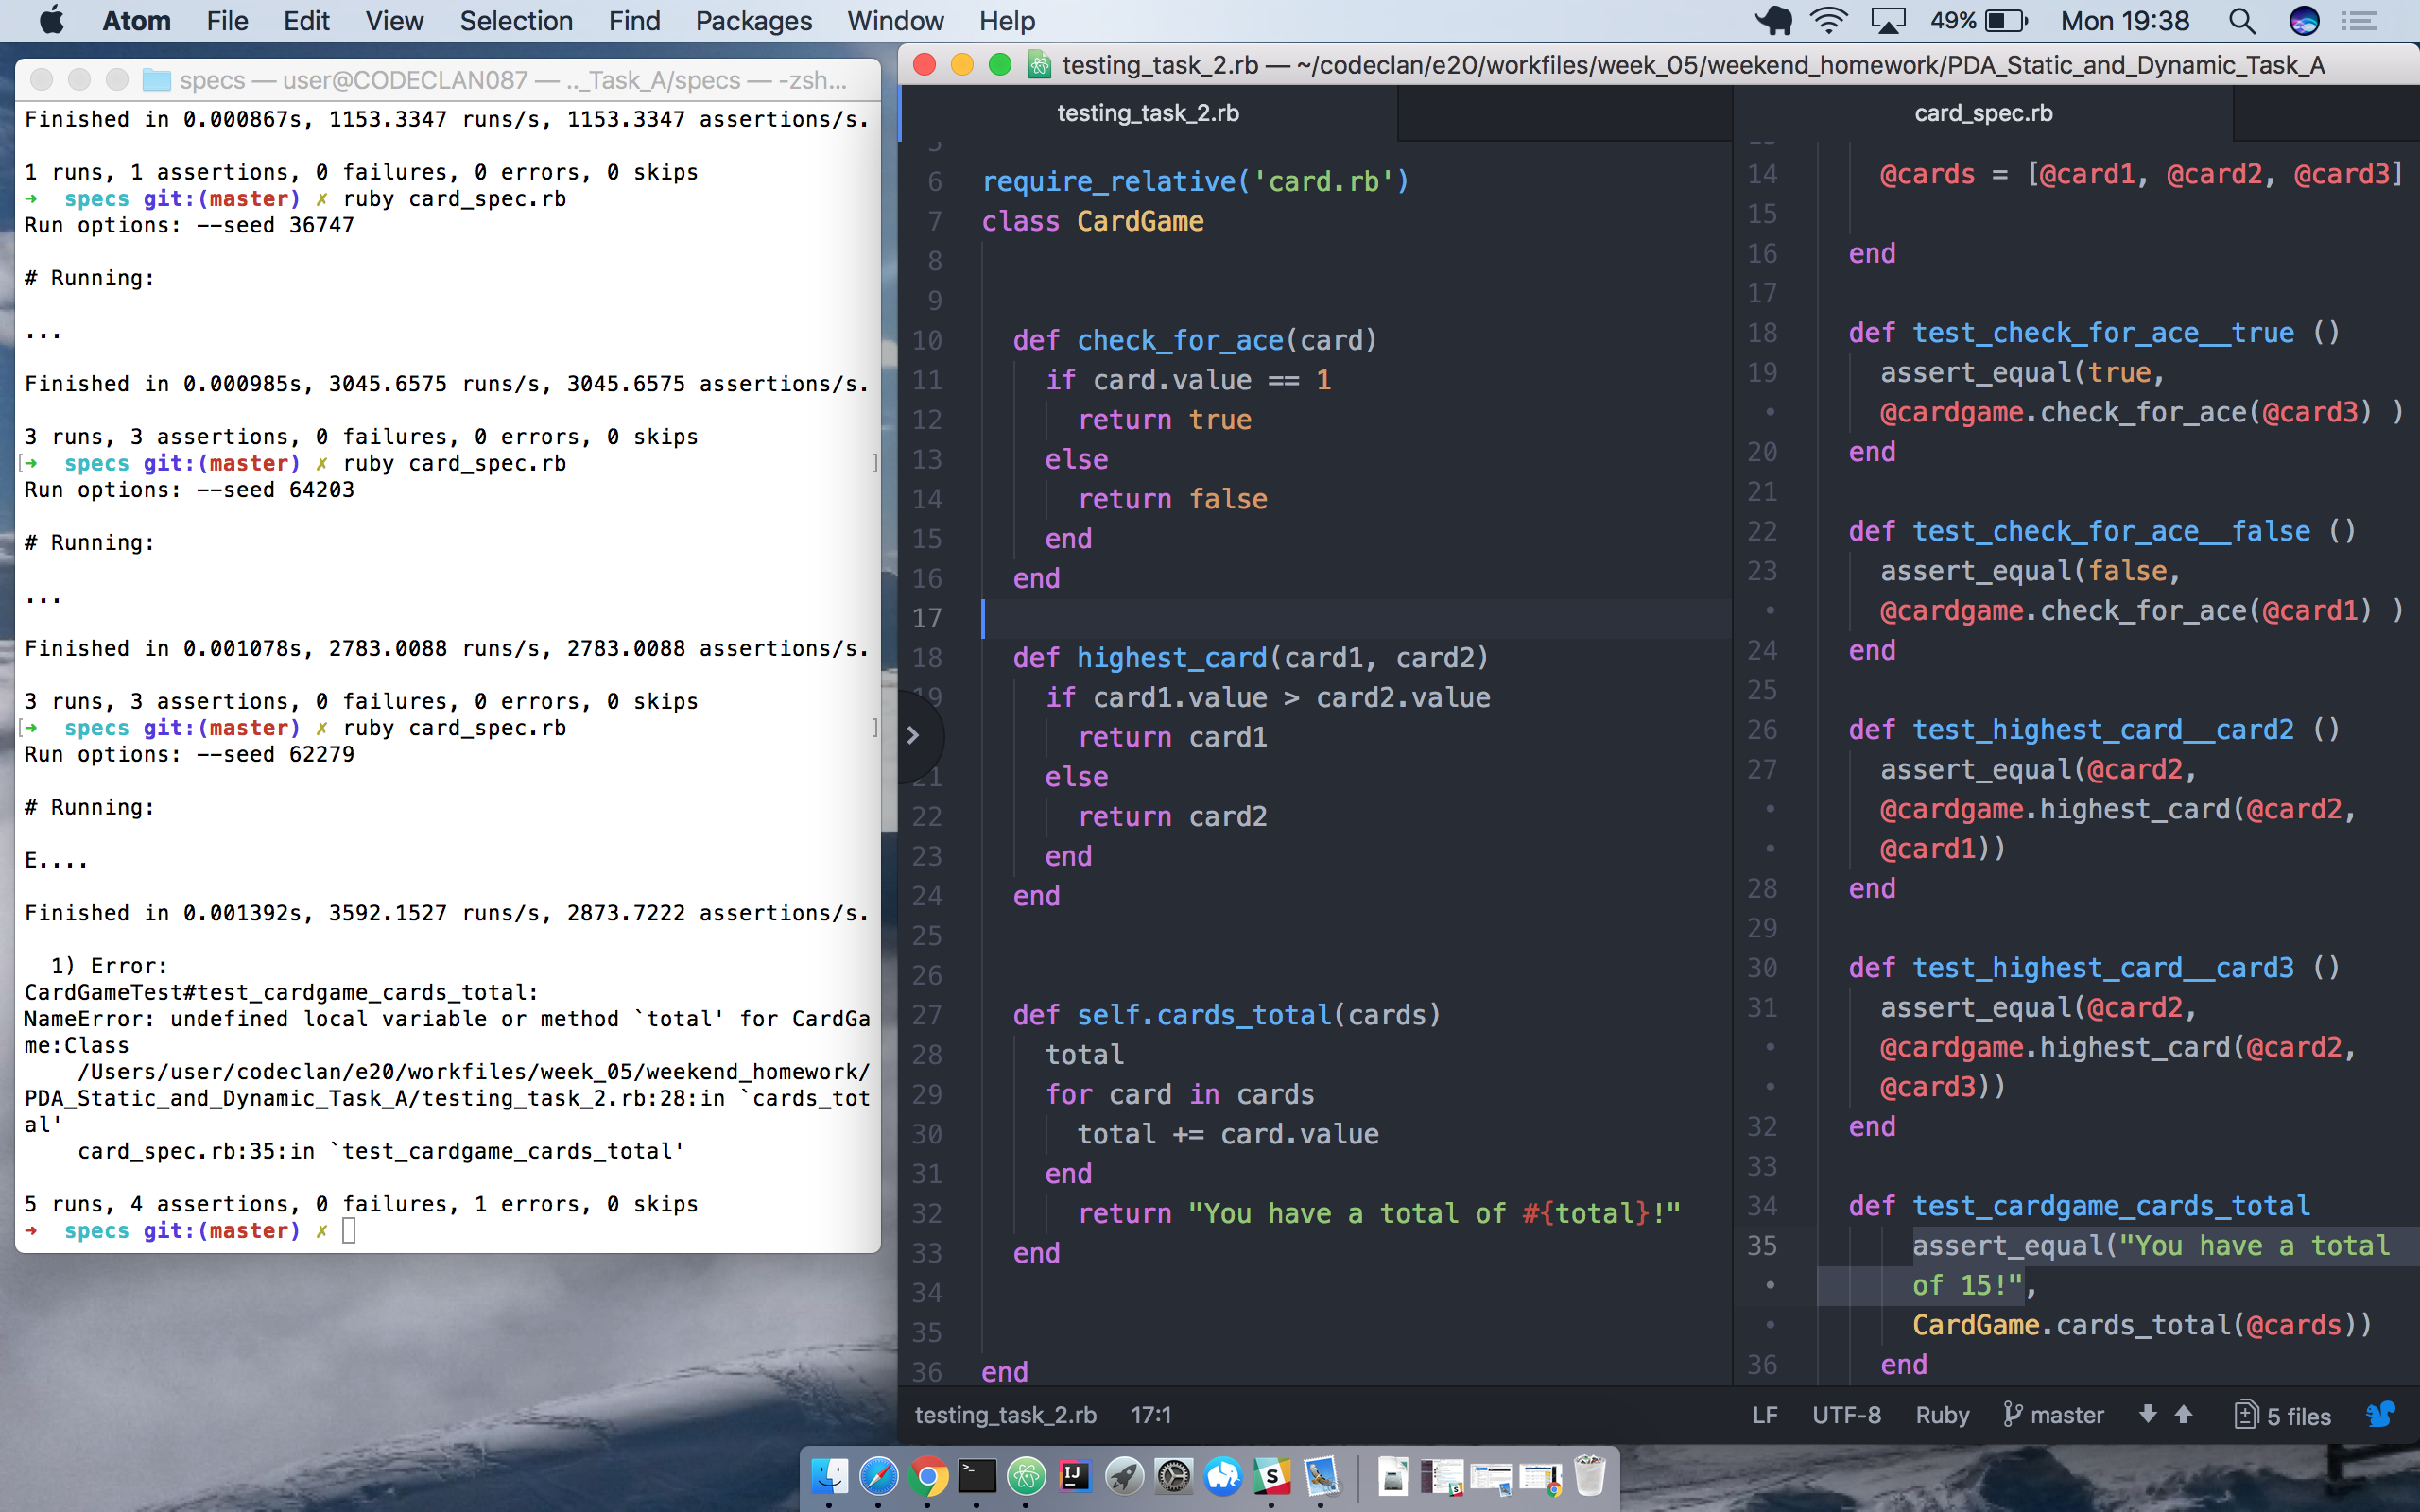 Atom File Edit View Selection Find Packages Window Help 49% Mon 19:38
specs — user@CODECLAN087 — .._Task_A/specs — -zsh...
Finished in 0.000867s, 1153.3347 runs/s, 1153.3347 assertions/s.
1 runs, 1 assertions, 0 failures, 0 errors, 0 skips
➜ specs git:(master) ✗ ruby card_spec.rb
Run options: --seed 36747
# Running:
...
Finished in 0.000985s, 3045.6575 runs/s, 3045.6575 assertions/s.
3 runs, 3 assertions, 0 failures, 0 errors, 0 skips
[➜ specs git:(master) ✗ ruby card_spec.rb ]
Run options: --seed 64203
# Running:
...
Finished in 0.001078s, 2783.0088 runs/s, 2783.0088 assertions/s.
3 runs, 3 assertions, 0 failures, 0 errors, 0 skips
[➜ specs git:(master) ✗ ruby card_spec.rb ]
Run options: --seed 62279
# Running:
E....
Finished in 0.001392s, 3592.1527 runs/s, 2873.7222 assertions/s.
1) Error:
CardGameTest#test_cardgame_cards_total:
NameError: undefined local variable or method `total' for CardGa
me:Class
/Users/user/codeclan/e20/workfiles/week_05/weekend_homework/
PDA_Static_and_Dynamic_Task_A/testing_task_2.rb:28:in `cards_tot
al'
card_spec.rb:35:in `test_cardgame_cards_total'
5 runs, 4 assertions, 0 failures, 1 errors, 0 skips
➜ specs git:(master) ✗
testing_task_2.rb — ~/codeclan/e20/workfiles/week_05/weekend_homework/PDA_Static_and_Dynamic_Task_A
testing_task_2.rb
5
6 require_relative('card.rb')
7 class CardGame
8
9
10 def check_for_ace(card)
11 if card.value == 1
12 return true
13 else
14 return false
15 end
16 end
17
18 def highest_card(card1, card2)
19 if card1.value > card2.value
return card1
21 else
22 return card2
23 end
24 end
25
26
27 def self.cards_total(cards)
28 total
29 for card in cards
30 total += card.value
31 end
32 return "You have a total of #{total}!"
33 end
34
35
36 end
card_spec.rb
14 @cards = [@card1, @card2, @card3]
15
16 end
17
18 def test_check_for_ace__true ()
19 assert_equal(true,
• @cardgame.check_for_ace(@card3) )
20 end
21
22 def test_check_for_ace__false ()
23 assert_equal(false,
• @cardgame.check_for_ace(@card1) )
24 end
25
26 def test_highest_card__card2 ()
27 assert_equal(@card2,
• @cardgame.highest_card(@card2,
• @card1))
28 end
29
30 def test_highest_card__card3 ()
31 assert_equal(@card2,
• @cardgame.highest_card(@card2,
• @card3))
32 end
33
34 def test_cardgame_cards_total
35 assert_equal("You have a total
• of 15!",
• CardGame.cards_total(@cards))
36 end
testing_task_2.rb 17:1 LF UTF-8 Ruby master 5 files